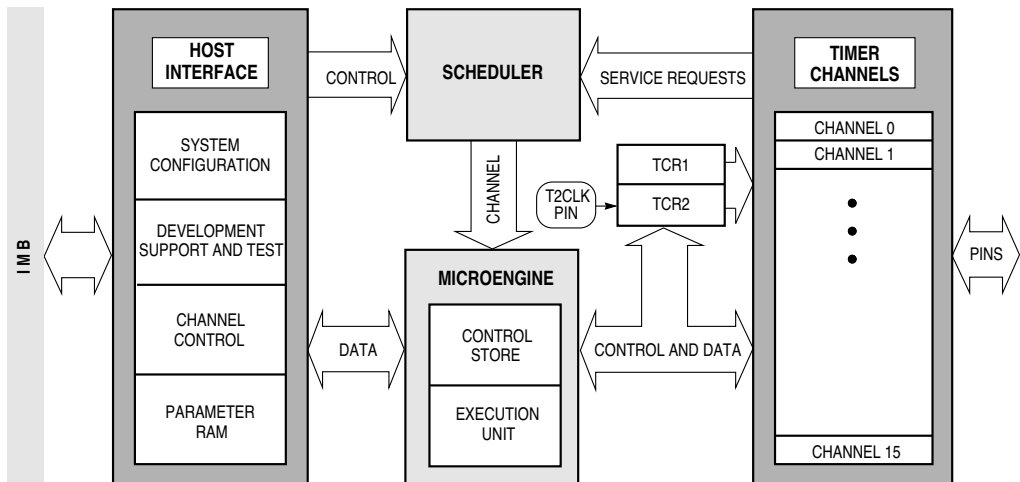 IMB
HOST
INTERFACE
SYSTEM
CONFIGURATION
DEVELOPMENT
SUPPORT AND TEST
CHANNEL
CONTROL
PARAMETER
RAM
CONTROL
DATA
SCHEDULER
CHANNEL
MICROENGINE
CONTROL
STORE
EXECUTION
UNIT
SERVICE REQUESTS
TCR1
TCR2
T2CLK
PIN
CONTROL AND DATA
TIMER
CHANNELS
CHANNEL 0
CHANNEL 1
CHANNEL 15
PINS